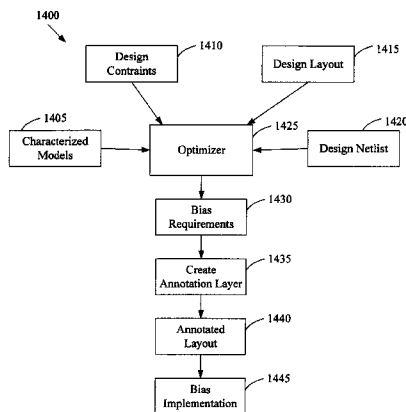 1400
Design
Contraints
1410
Design Layout
1415
1405
Characterized
Models
Optimizer
1425
1420
Design Netlist
Bias
Requirements
1430
Create
Annotation Layer
1435
Annotated
Layout
1440
Bias
Implementation
1445